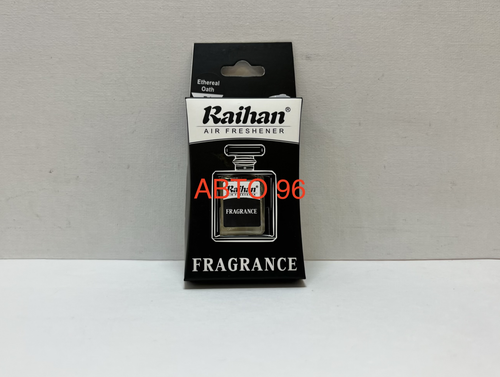 Ethereal
Oath
Raihan®
AIR FRESHENER
Raihan®
АВТО 96
FRAGRANCE
FRAGRANCE